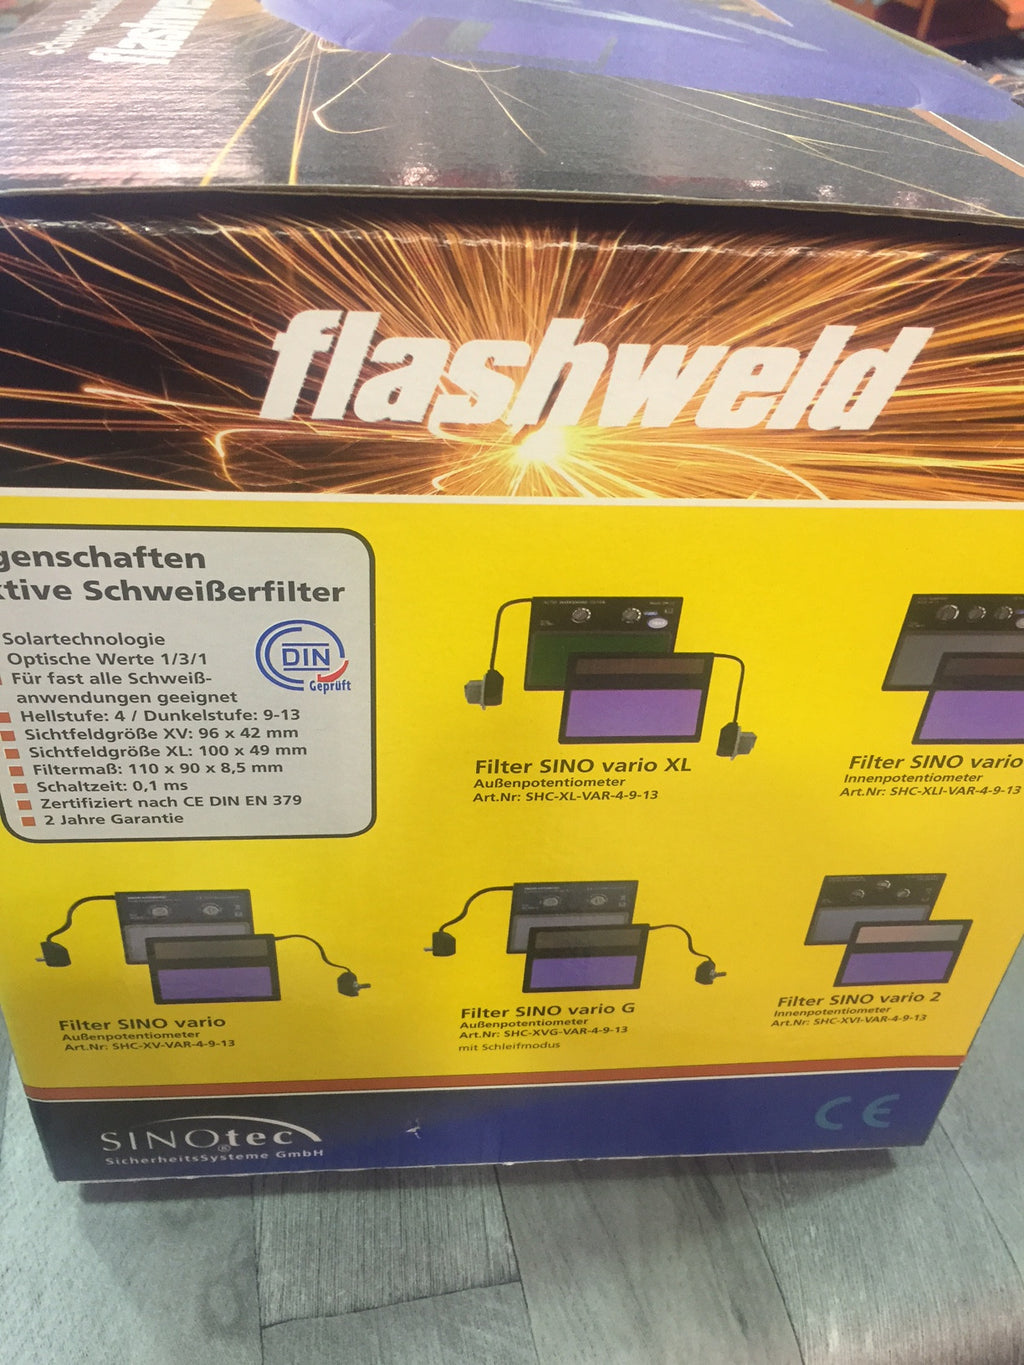 flashweld
flashweld
genschaften
ktive Schweißerfilter
Solartechnologie
Optische Werte 1/3/1
Für fast alle Schweiß-
anwendungen geeignet
Hellstufe: 4 / Dunkelstufe: 9-13
Sichtfeldgröße XV: 96 x 42 mm
Sichtfeldgröße XL: 100 x 49 mm
Filtermaß: 110 x 90 x 8,5 mm
Schaltzeit: 0,1 ms
Zertifiziert nach CE DIN EN 379
2 Jahre Garantie
DIN
Geprüft
Filter SINO vario XL
Außenpotentiometer
Art.Nr: SHC-XL-VAR-4-9-13
Filter SINO vario
Innenpotentiometer
Art.Nr: SHC-XLI-VAR-4-9-13
Filter SINO vario
Außenpotentiometer
Art.Nr: SHC-XV-VAR-4-9-13
Filter SINO vario G
Außenpotentiometer
Art.Nr: SHC-XVG-VAR-4-9-13
mit Schleifmodus
Filter SINO vario 2
Innenpotentiometer
Art.Nr: SHC-XVI-VAR-4-9-13
SINOtec®
SicherheitsSysteme GmbH
CE